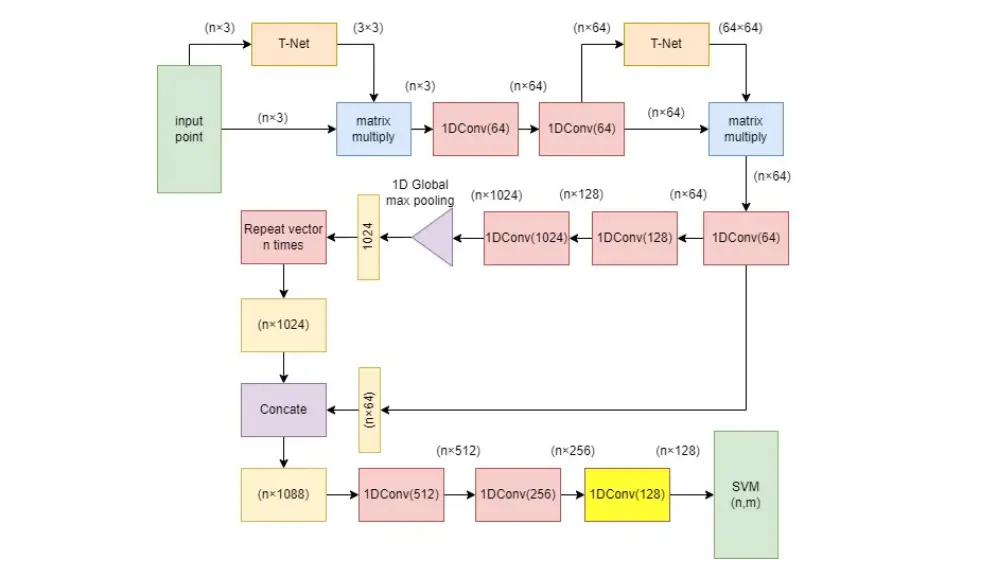 (n×3)
T-Net
(3×3)
(n×64)
T-Net
(64×64)
input
point
(n×3)
matrix
multiply
(n×3)
1DConv(64)
(n×64)
1DConv(64)
(n×64)
matrix
multiply
(n×64)
1D Global
max pooling
(n×1024)
(n×128)
(n×64)
Repeat vector
n times
1024
1DConv(1024)
1DConv(128)
1DConv(64)
(n×1024)
Concate
(n×64)
(n×512)
(n×256)
(n×128)
(n×1088)
1DConv(512)
1DConv(256)
1DConv(128)
SVM
(n,m)